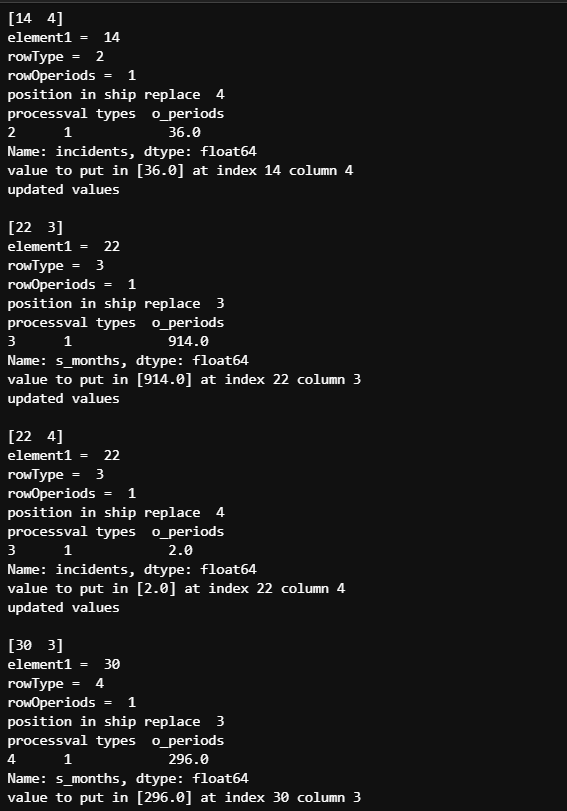 [14  4]
element1 =  14
rowType =  2
rowOperiods =  1
position in ship replace  4
processval types  o_periods
2      1            36.0
Name: incidents, dtype: float64
value to put in [36.0] at index 14 column 4
updated values
[22  3]
element1 =  22
rowType =  3
rowOperiods =  1
position in ship replace  3
processval types  o_periods
3      1            914.0
Name: s_months, dtype: float64
value to put in [914.0] at index 22 column 3
updated values
[22  4]
element1 =  22
rowType =  3
rowOperiods =  1
position in ship replace  4
processval types  o_periods
3      1            2.0
Name: incidents, dtype: float64
value to put in [2.0] at index 22 column 4
updated values
[30  3]
element1 =  30
rowType =  4
rowOperiods =  1
position in ship replace  3
processval types  o_periods
4      1            296.0
Name: s_months, dtype: float64
value to put in [296.0] at index 30 column 3